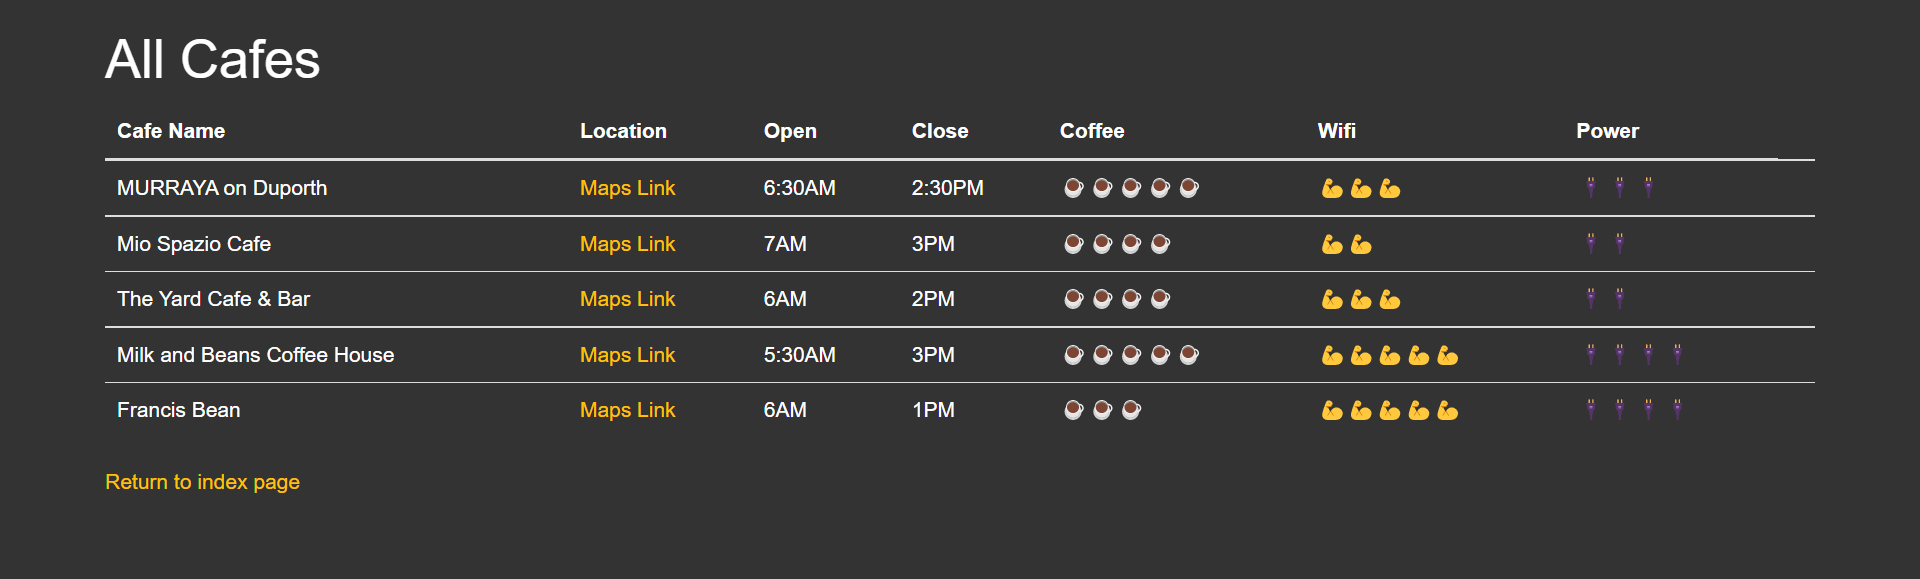 All Cafes
Cafe Name Location Open Close Coffee Wifi Power
MURRAYA on Duporth Maps Link 6:30AM 2:30PM ☕☕☕☕☕ 💪💪💪 🔌🔌🔌
Mio Spazio Cafe Maps Link 7AM 3PM ☕☕☕☕ 💪💪 🔌🔌
The Yard Cafe & Bar Maps Link 6AM 2PM ☕☕☕☕ 💪💪💪 🔌🔌
Milk and Beans Coffee House Maps Link 5:30AM 3PM ☕☕☕☕☕ 💪💪💪💪💪 🔌🔌🔌🔌
Francis Bean Maps Link 6AM 1PM ☕☕☕ 💪💪💪💪💪 🔌🔌🔌🔌
Return to index page